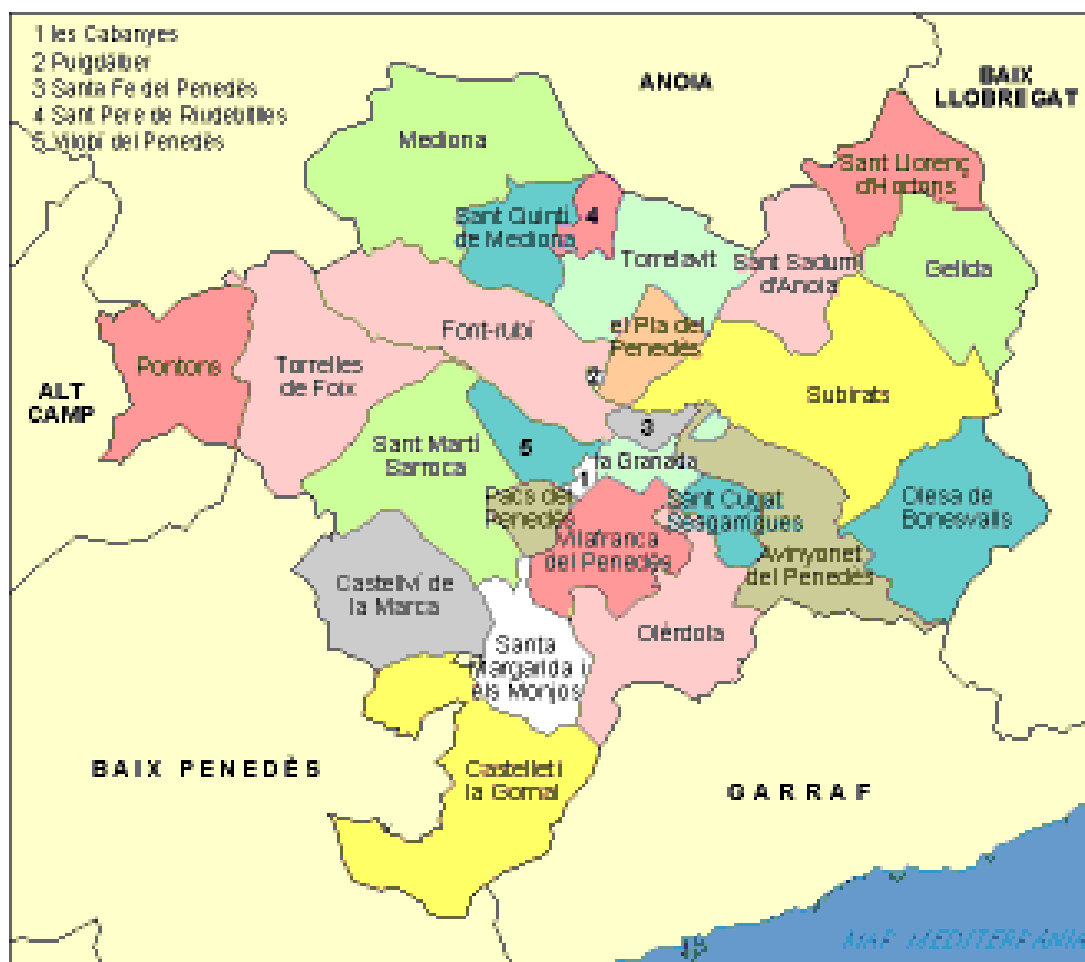 1 les Cabanyes
2 Puigdàlber
3 Santa Fe del Penedès
4 Sant Pere de Riudebitlles
5 Vilobí del Penedès
ANOIA
BAIX
LLOBREGAT
Mediona
Sant Llorenç
d'Hortons
Sant Quintí
de Mediona
4
Torrelavit
Sant Sadurní
d'Anoia
Gelida
Font-rubí
el Pla del
Penedès
Pontons
Torrelles
de Foix
2
ALT
CAMP
Subirats
3
Sant Martí
Sarroca
5
la Granada
1
Pacs del
Penedès
Sant Cugat
Sesgarrigues
Olesa de
Bonesvalls
Vilafranca
del Penedès
Avinyonet
del Penedès
Castellví de
la Marca
Olèrdola
Santa
Margarida i
els Monjos
BAIX PENEDÈS
Castellet i
la Gornal
GARRAF
MAR MEDITERRÀNIA